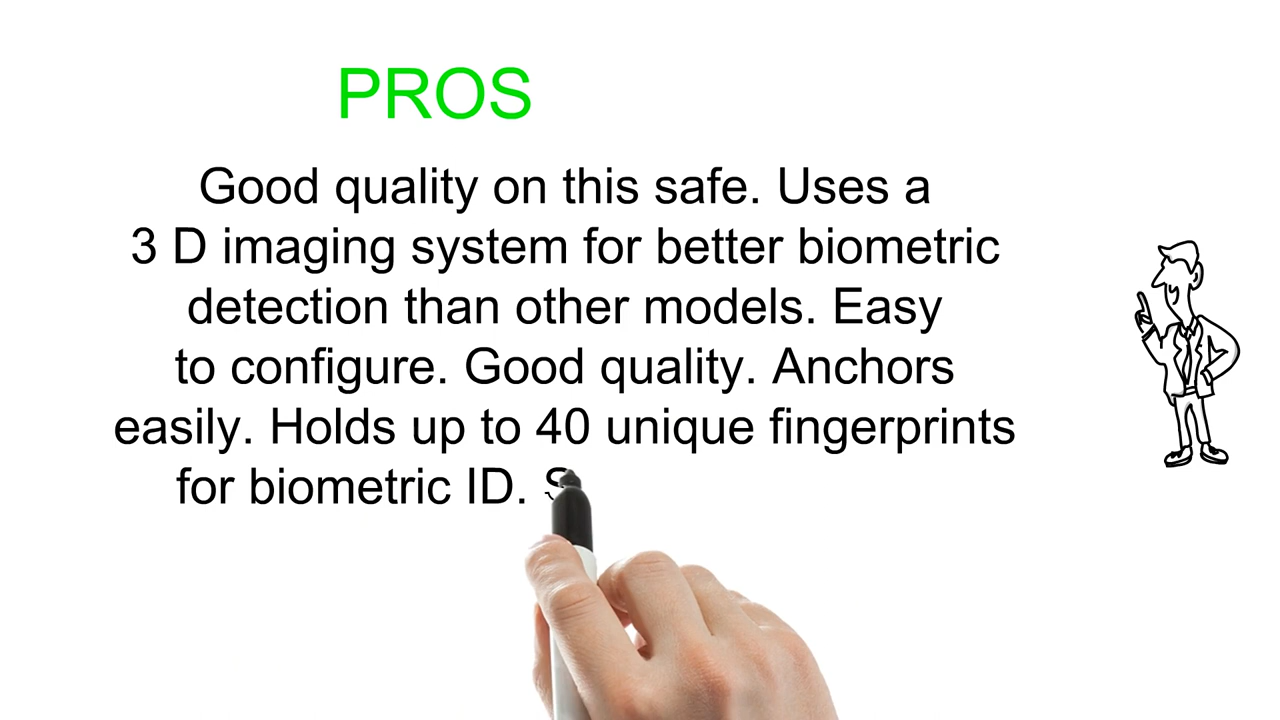 PROS
Good quality on this safe. Uses a
3 D imaging system for better biometric
detection than other models. Easy
to configure. Good quality. Anchors
easily. Holds up to 40 unique fingerprints
for biometric ID.